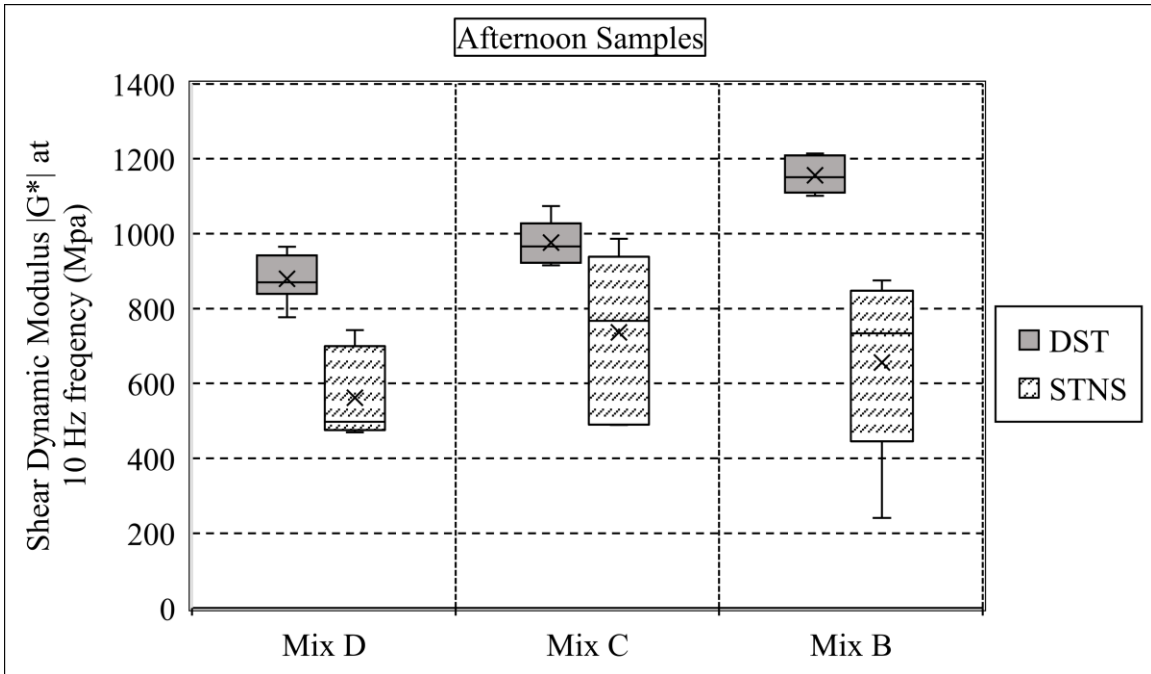 Afternoon Samples
Shear Dynamic Modulus |G*| at
10 Hz freqency (Mpa)
1400
1200
1000
800
600
400
200
0
Mix D
Mix C
Mix B
DST
STNS